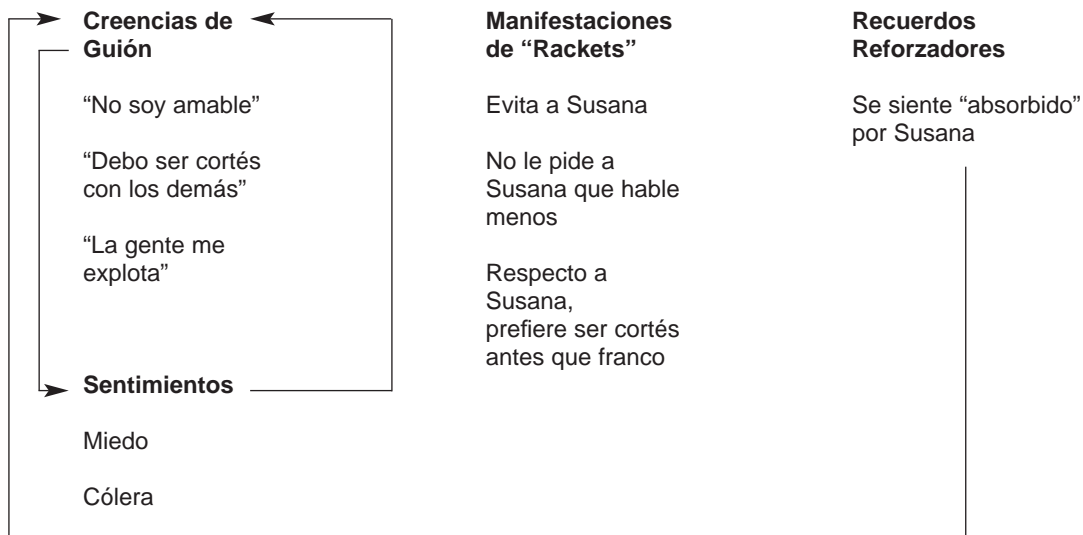 Creencias de
Guión
“No soy amable”
“Debo ser cortés
con los demás”
“La gente me
explota”
Sentimientos
Miedo
Cólera
Manifestaciones
de “Rackets”
Evita a Susana
No le pide a
Susana que hable
menos
Respecto a
Susana,
prefiere ser cortés
antes que franco
Recuerdos
Reforzadores
Se siente “absorbido”
por Susana